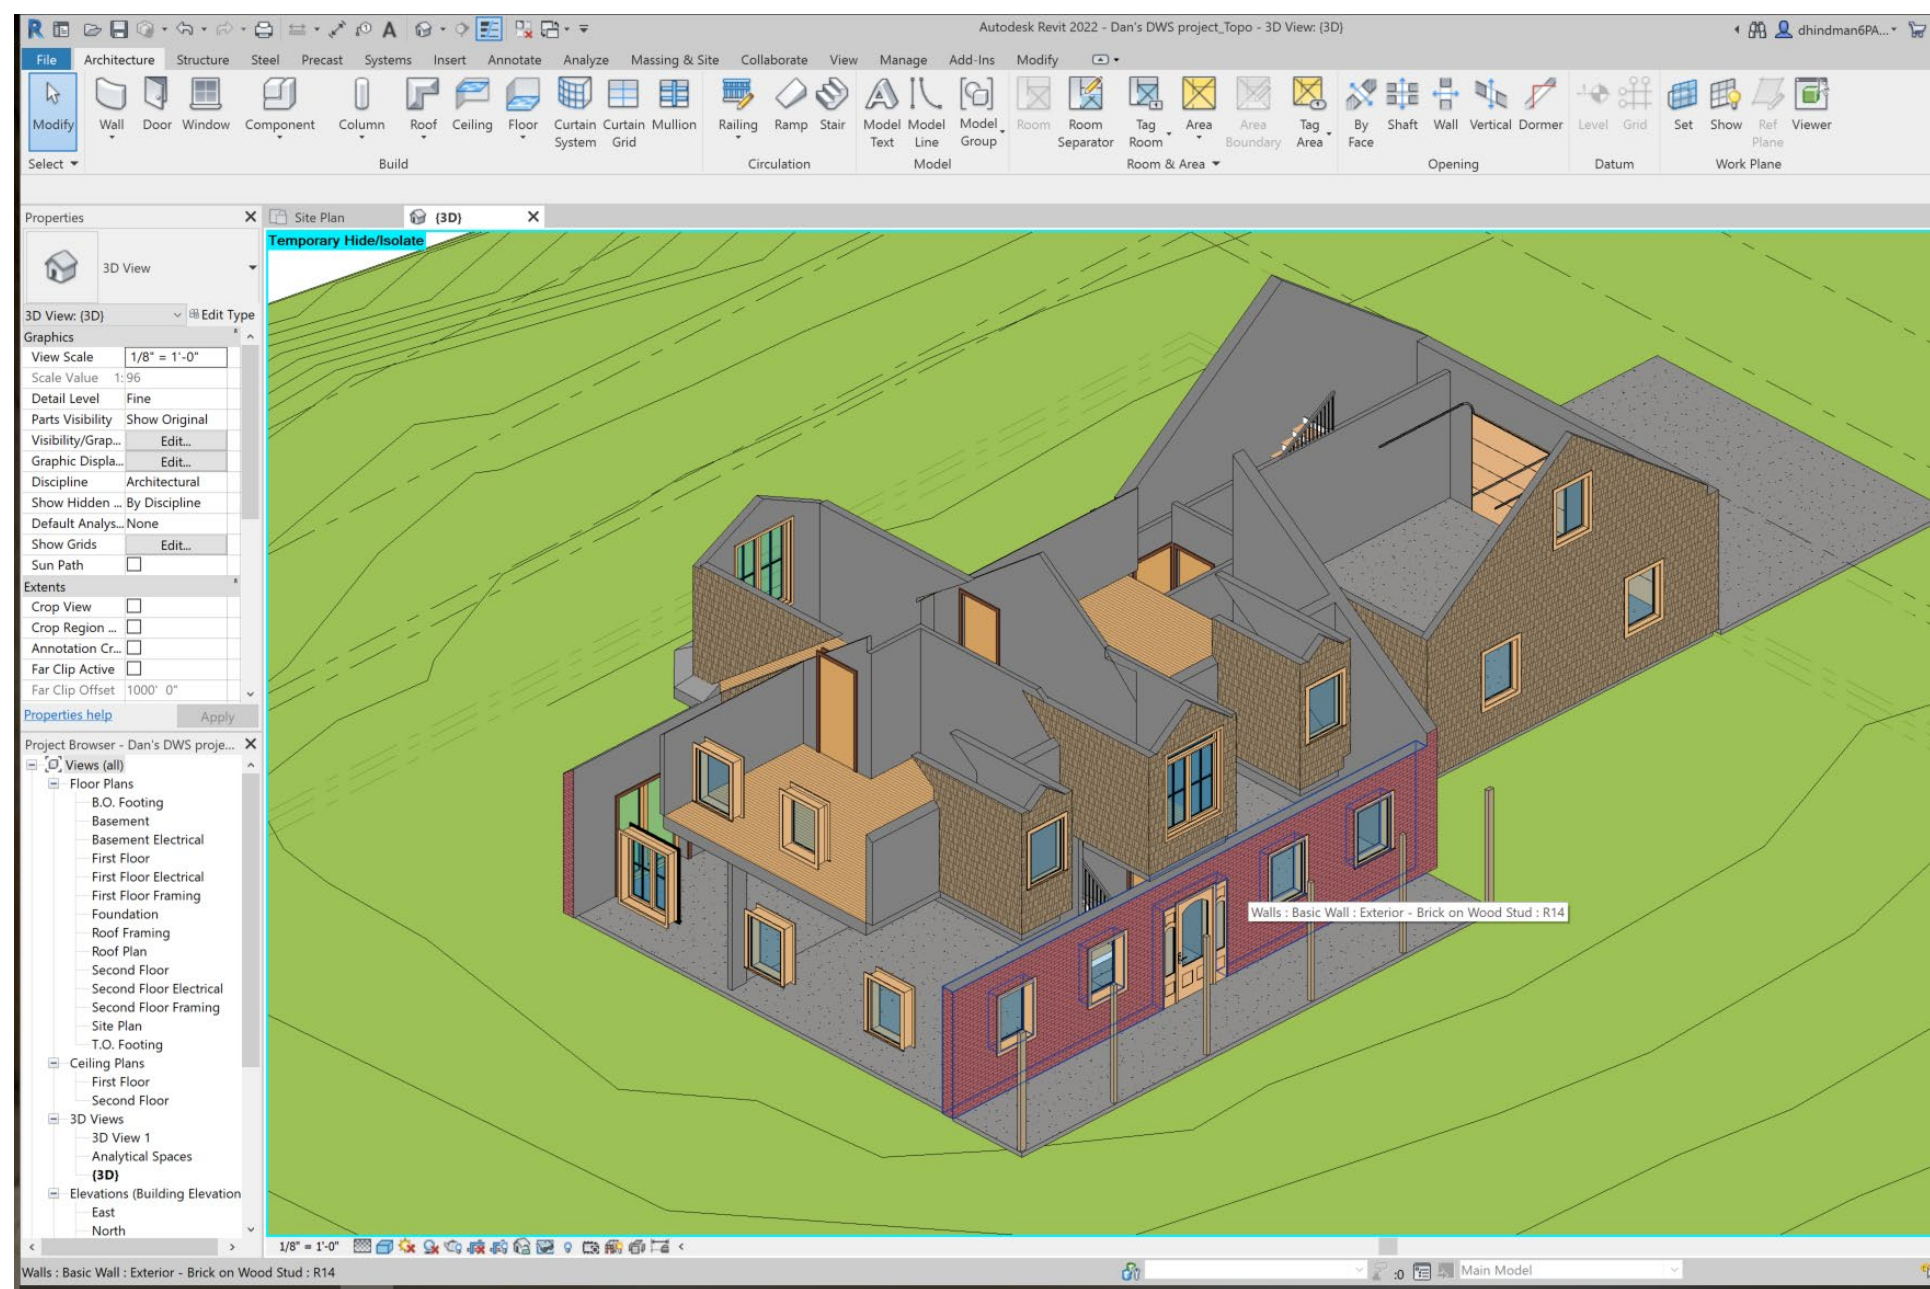 Autodesk Revit 2022 - Dan's DWS project_Topo - 3D View: {3D}
dhindman6PA...
File Architecture Structure Steel Precast Systems Insert Annotate Analyze Massing & Site Collaborate View Manage Add-Ins Modify
Modify Wall Door Window Component Column Roof Ceiling Floor Curtain System Curtain Grid Mullion Railing Ramp Stair Model Text Model Line Model Group Room Room Separator Tag Room Area Area Boundary Tag Area By Face Shaft Wall Vertical Dormer Level Grid Set Show Ref Plane Viewer
Select Build Circulation Model Room & Area Opening Datum Work Plane
Properties
Site Plan
{3D}
Temporary Hide/Isolate
3D View
3D View: {3D} Edit Type
Graphics
View Scale 1/8" = 1'-0"
Scale Value 1: 96
Detail Level Fine
Parts Visibility Show Original
Visibility/Grap... Edit...
Graphic Displa... Edit...
Discipline Architectural
Show Hidden ... By Discipline
Default Analys... None
Show Grids Edit...
Sun Path
Extents
Crop View
Crop Region ...
Annotation Cr...
Far Clip Active
Far Clip Offset 1000' 0"
Properties help Apply
Project Browser - Dan's DWS proje...
Views (all)
Floor Plans
B.O. Footing
Basement
Basement Electrical
First Floor
First Floor Electrical
First Floor Framing
Foundation
Roof Framing
Roof Plan
Second Floor
Second Floor Electrical
Second Floor Framing
Site Plan
T.O. Footing
Ceiling Plans
First Floor
Second Floor
3D Views
3D View 1
Analytical Spaces
{3D}
Elevations (Building Elevation
East
North
Walls : Basic Wall : Exterior - Brick on Wood Stud : R14
1/8" = 1'-0"
Walls : Basic Wall : Exterior - Brick on Wood Stud : R14
:0
Main Model